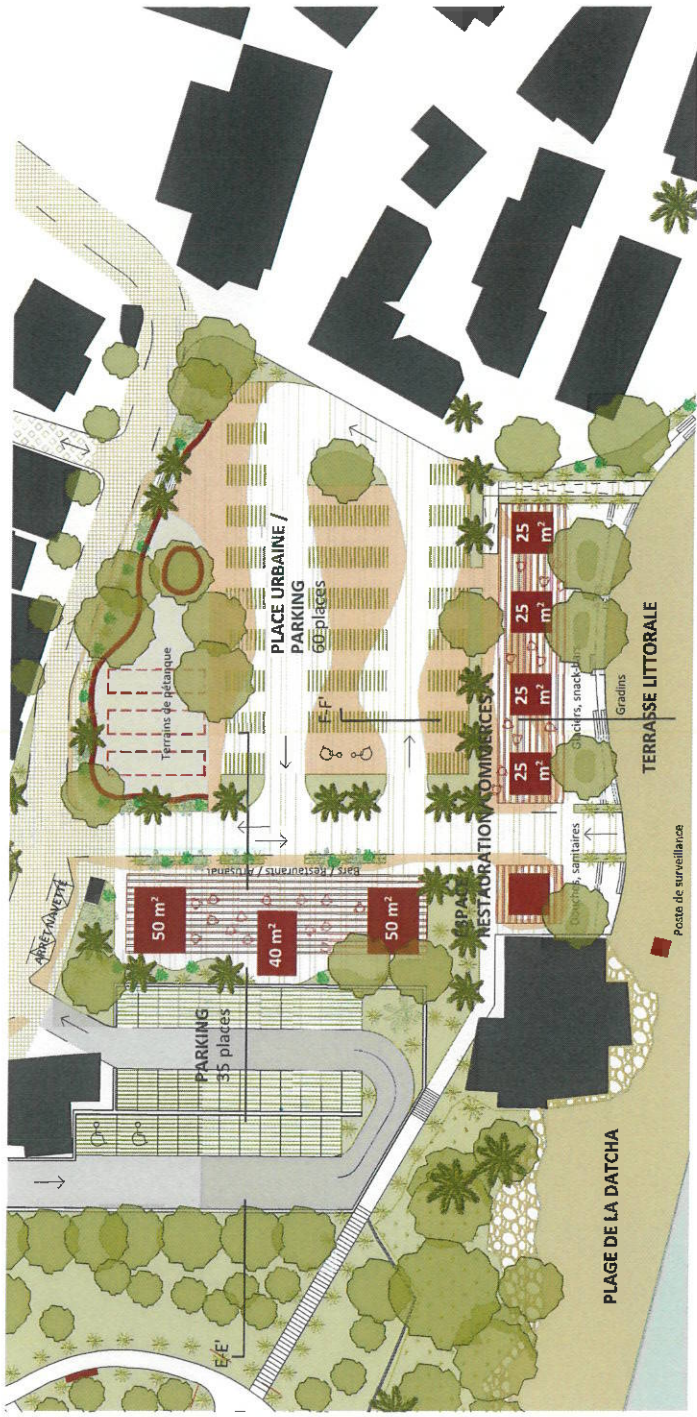 ARRET NAVETTE
Terrains de pétanque
PLACE URBAINE /
PARKING
60 places
50 m²
40 m²
50 m²
Bars / Restaurants / Artisanat
PARKING
35 places
F-F'
E-E'
ESPACE
RESTAURATION/COMMERCES
25
m²
25
m²
25
m²
25
m²
Glaciers, snack-bars
Gradins
Douches, sanitaires
TERRASSE LITTORALE
Poste de surveillance
PLAGE DE LA DATCHA